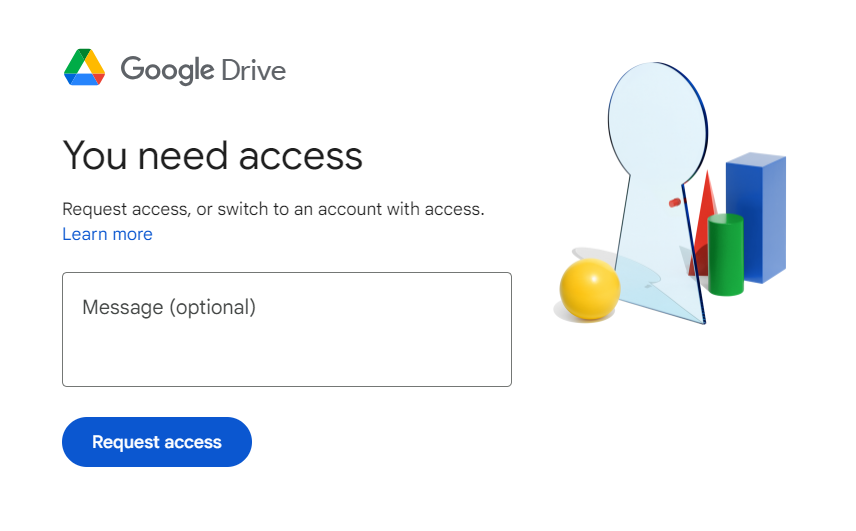 Google Drive
You need access
Request access, or switch to an account with access.
Learn more
Message (optional)
Request access